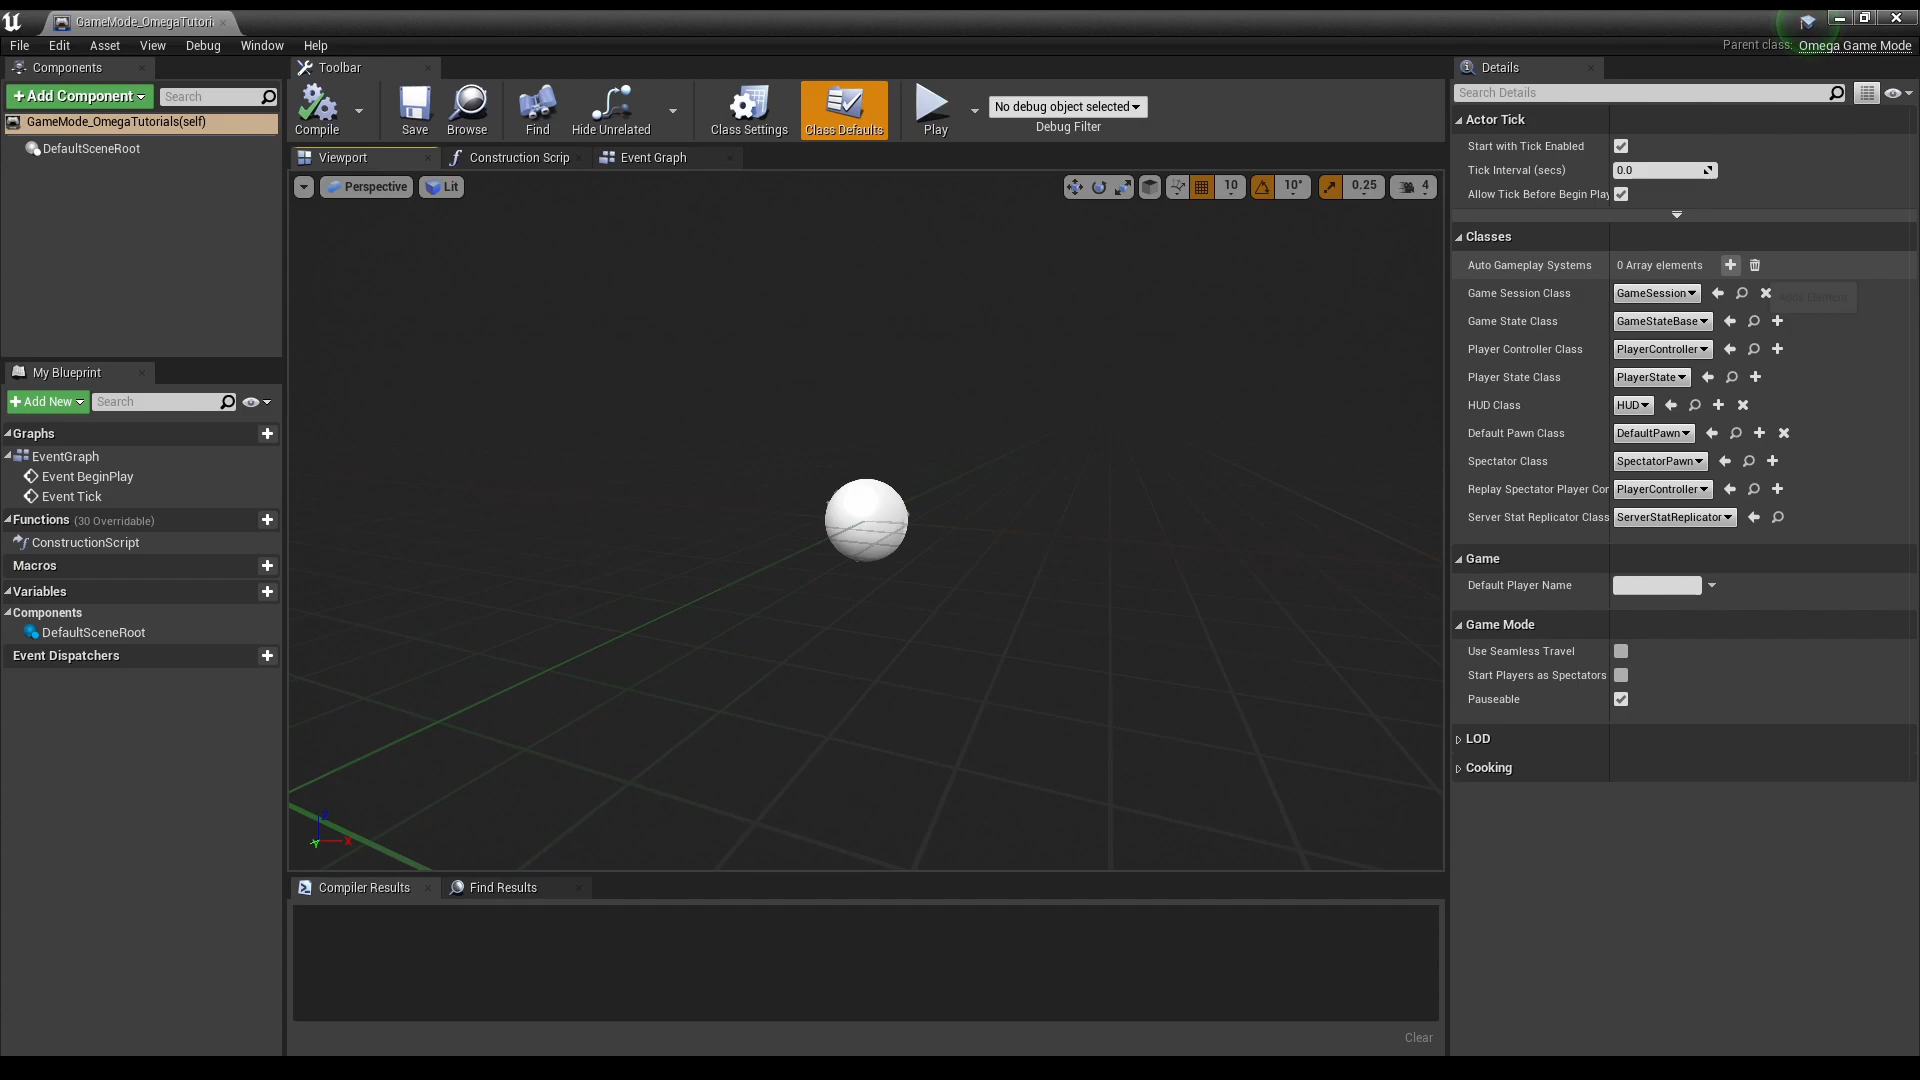 GameMode_OmegaTutori
File Edit Asset View Debug Window Help
Parent class: Omega Game Mode
Components
+Add Component
Search
GameMode_OmegaTutorials(self)
DefaultSceneRoot
My Blueprint
+Add New
Search
Graphs
EventGraph
Event BeginPlay
Event Tick
Functions (30 Overridable)
ConstructionScript
Macros
Variables
Components
DefaultSceneRoot
Event Dispatchers
Toolbar
Compile
Save
Browse
Find
Hide Unrelated
Class Settings
Class Defaults
Play
No debug object selected
Debug Filter
Viewport
Construction Scrip
Event Graph
Perspective
Lit
10
10°
0.25
4
Z
X
Y
Compiler Results
Find Results
Clear
Details
Search Details
Actor Tick
Start with Tick Enabled
Tick Interval (secs) 0.0
Allow Tick Before Begin Play
Classes
Auto Gameplay Systems 0 Array elements
Adds Element
Game Session Class GameSession
Game State Class GameStateBase
Player Controller Class PlayerController
Player State Class PlayerState
HUD Class HUD
Default Pawn Class DefaultPawn
Spectator Class SpectatorPawn
Replay Spectator Player Cor PlayerController
Server Stat Replicator Class ServerStatReplicator
Game
Default Player Name
Game Mode
Use Seamless Travel
Start Players as Spectators
Pauseable
LOD
Cooking